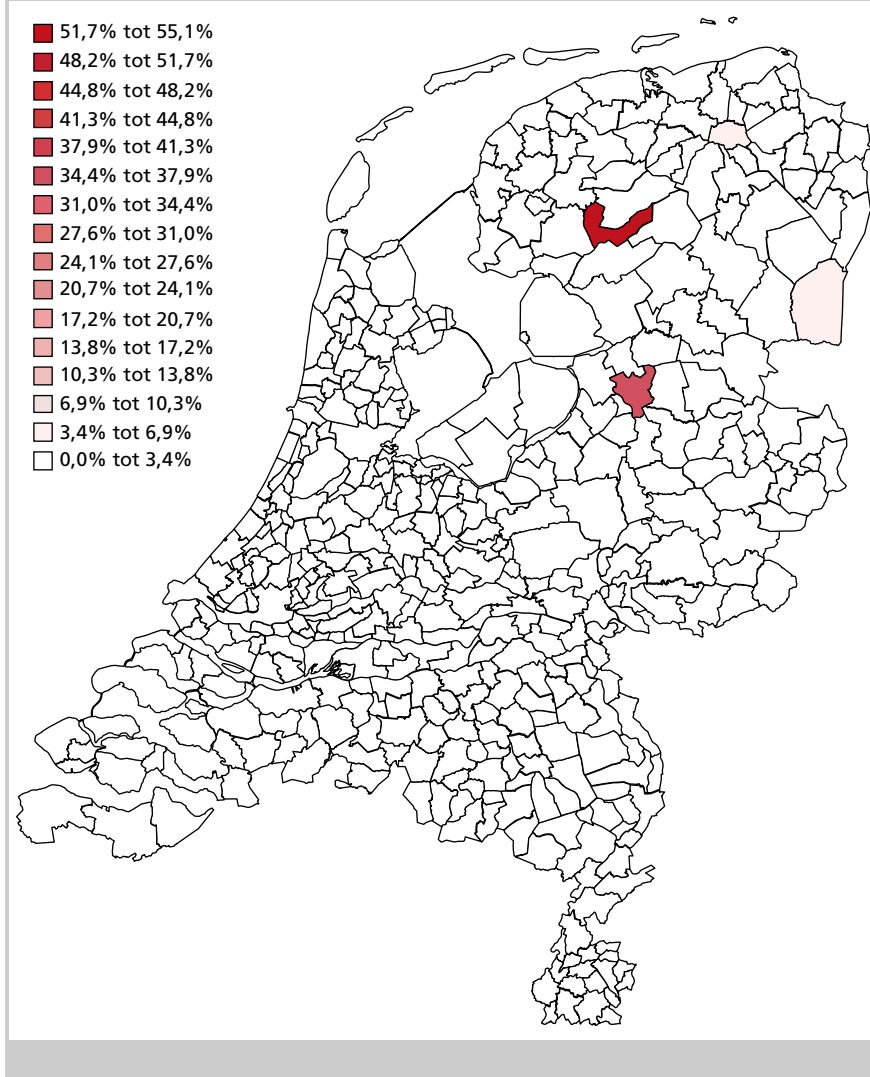 51,7% tot 55,1%
48,2% tot 51,7%
44,8% tot 48,2%
41,3% tot 44,8%
37,9% tot 41,3%
34,4% tot 37,9%
31,0% tot 34,4%
27,6% tot 31,0%
24,1% tot 27,6%
20,7% tot 24,1%
17,2% tot 20,7%
13,8% tot 17,2%
10,3% tot 13,8%
6,9% tot 10,3%
3,4% tot 6,9%
0,0% tot 3,4%